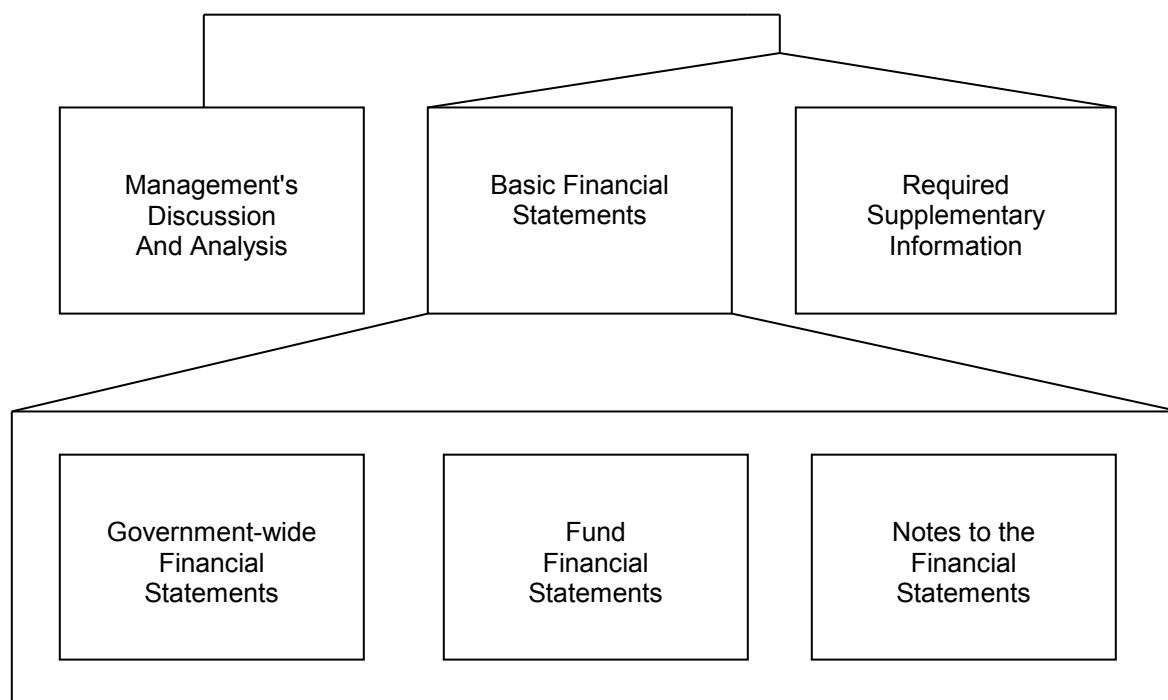 Management's
Discussion
And Analysis
Basic Financial
Statements
Required
Supplementary
Information
Government-wide
Financial
Statements
Fund
Financial
Statements
Notes to the
Financial
Statements